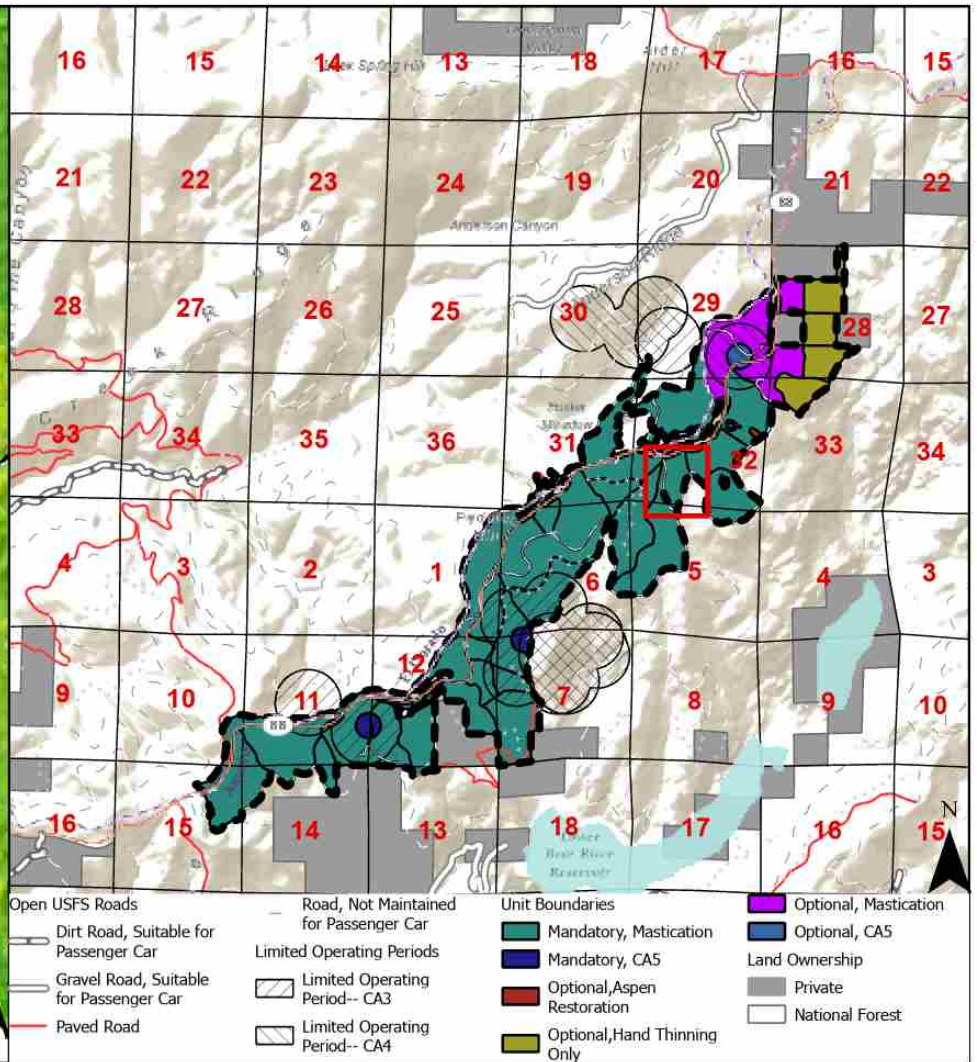 16 15 14 13 18 17 16 15
21 22 23 24 19 20 21 22
Anderson Canyon
88
28 27 26 25 30 29 28 27
33 34 35 36 31 32 33 34
4 3 2 1 6 5 4 3
9 10 11 12 7 8 9 10
88
16 15 14 13 18 17 16 15
Bear River
Reservoir
N
Open USFS Roads
Dirt Road, Suitable for
Passenger Car
Gravel Road, Suitable
for Passenger Car
Paved Road
Road, Not Maintained
for Passenger Car
Limited Operating Periods
Limited Operating
Period-- CA3
Limited Operating
Period-- CA4
Unit Boundaries
Mandatory, Mastication
Mandatory, CA5
Optional,Aspen
Restoration
Optional,Hand Thinning
Only
Optional, Mastication
Optional, CA5
Land Ownership
Private
National Forest